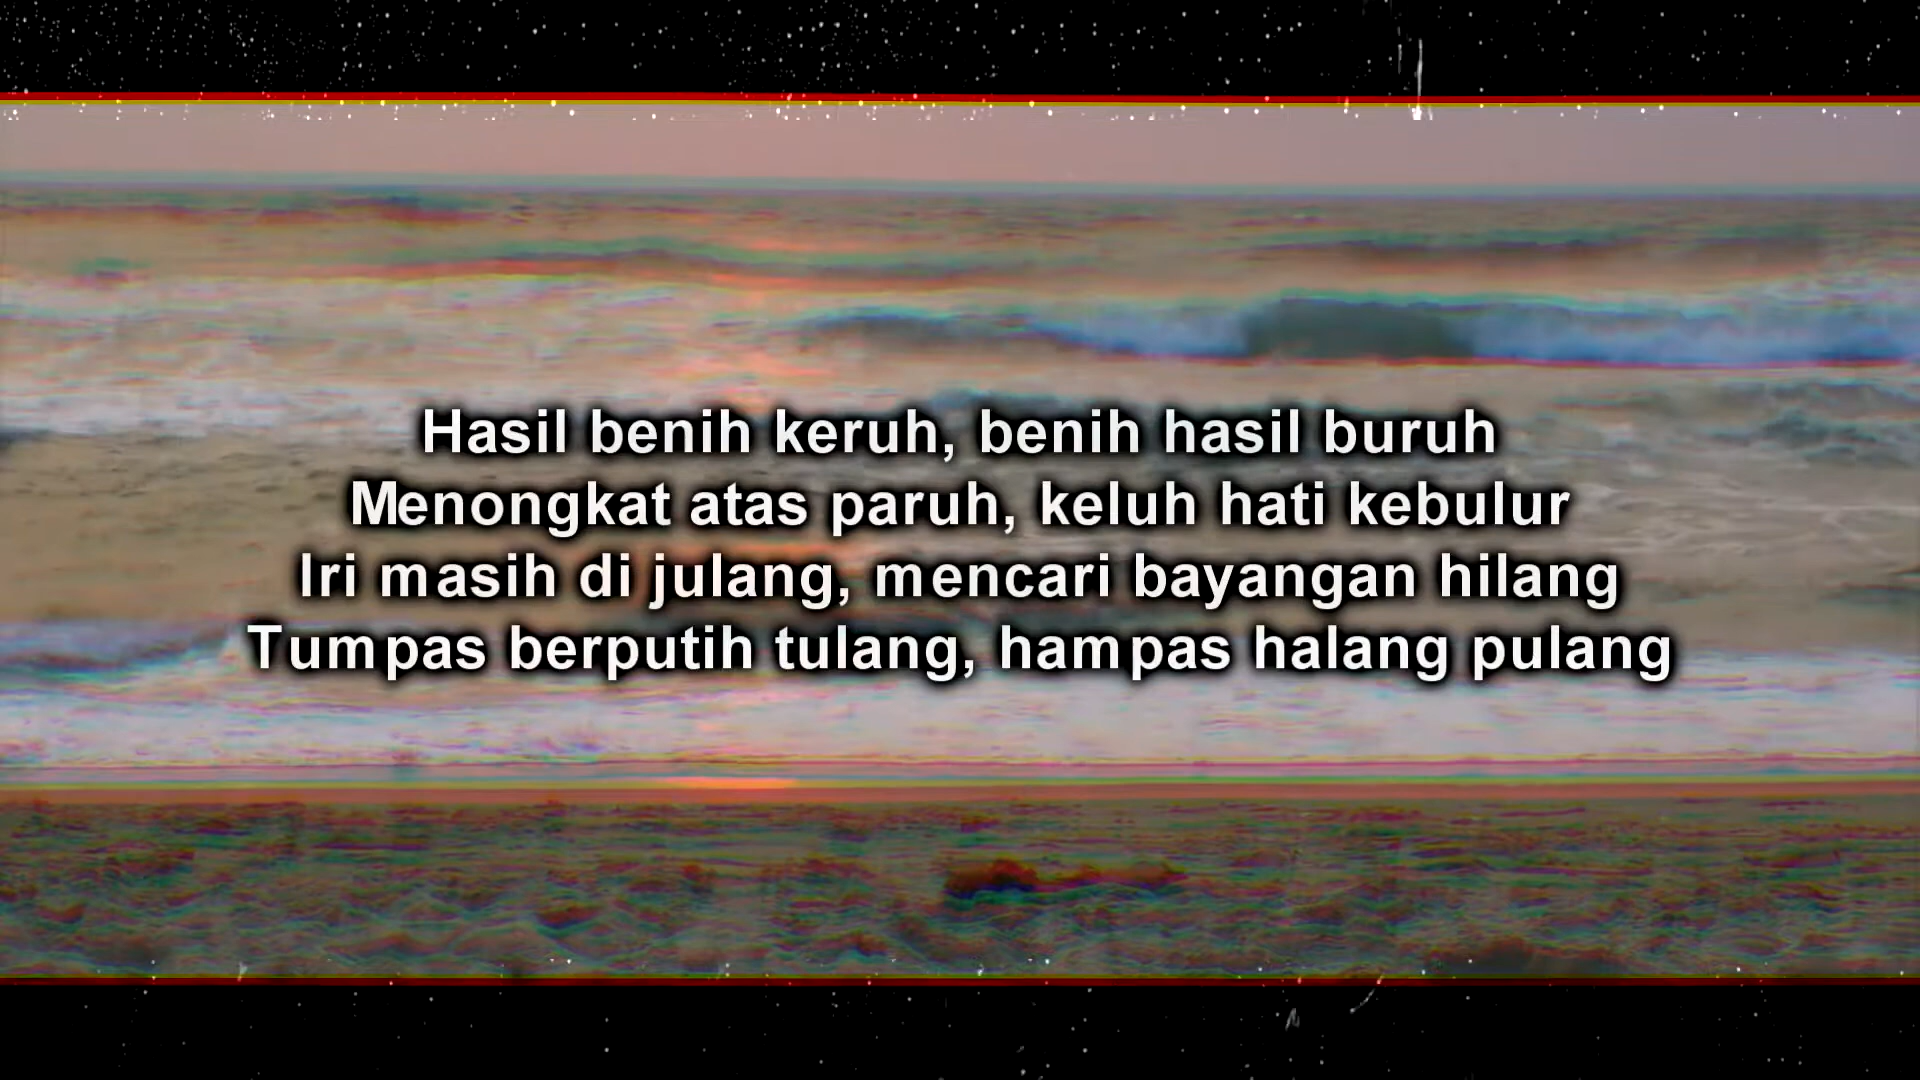 Hasil benih keruh, benih hasil buruh
Menongkat atas paruh, keluh hati kebulur
Iri masih di julang, mencari bayangan hilang
Tumpas berputih tulang, hampas halang pulang